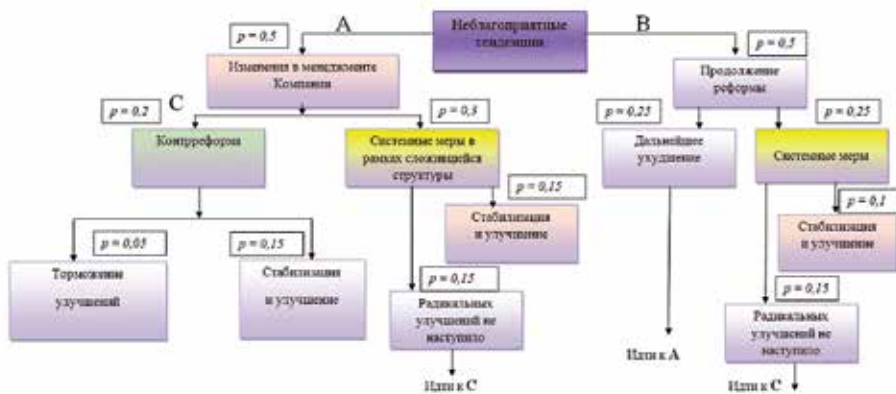 Неблагоприятные
тенденции
A
B
p = 0,5
p = 0,5
Изменения в менеджменте
Компании
Продолжение
реформы
C
p = 0,2
p = 0,3
p = 0,25
p = 0,25
Контрреформа
Системные меры в
рамках сложившейся
структуры
Дальнейшее
ухудшение
Системные меры
p = 0,15
p = 0,1
Стабилизация
и улучшение
Стабилизация
и улучшение
p = 0,05
p = 0,15
Торможение
улучшений
Стабилизация
и улучшение
p = 0,15
p = 0,15
Радикальных
улучшений не
наступило
Радикальных
улучшений не
наступило
Идти к C
Идти к A
Идти к C